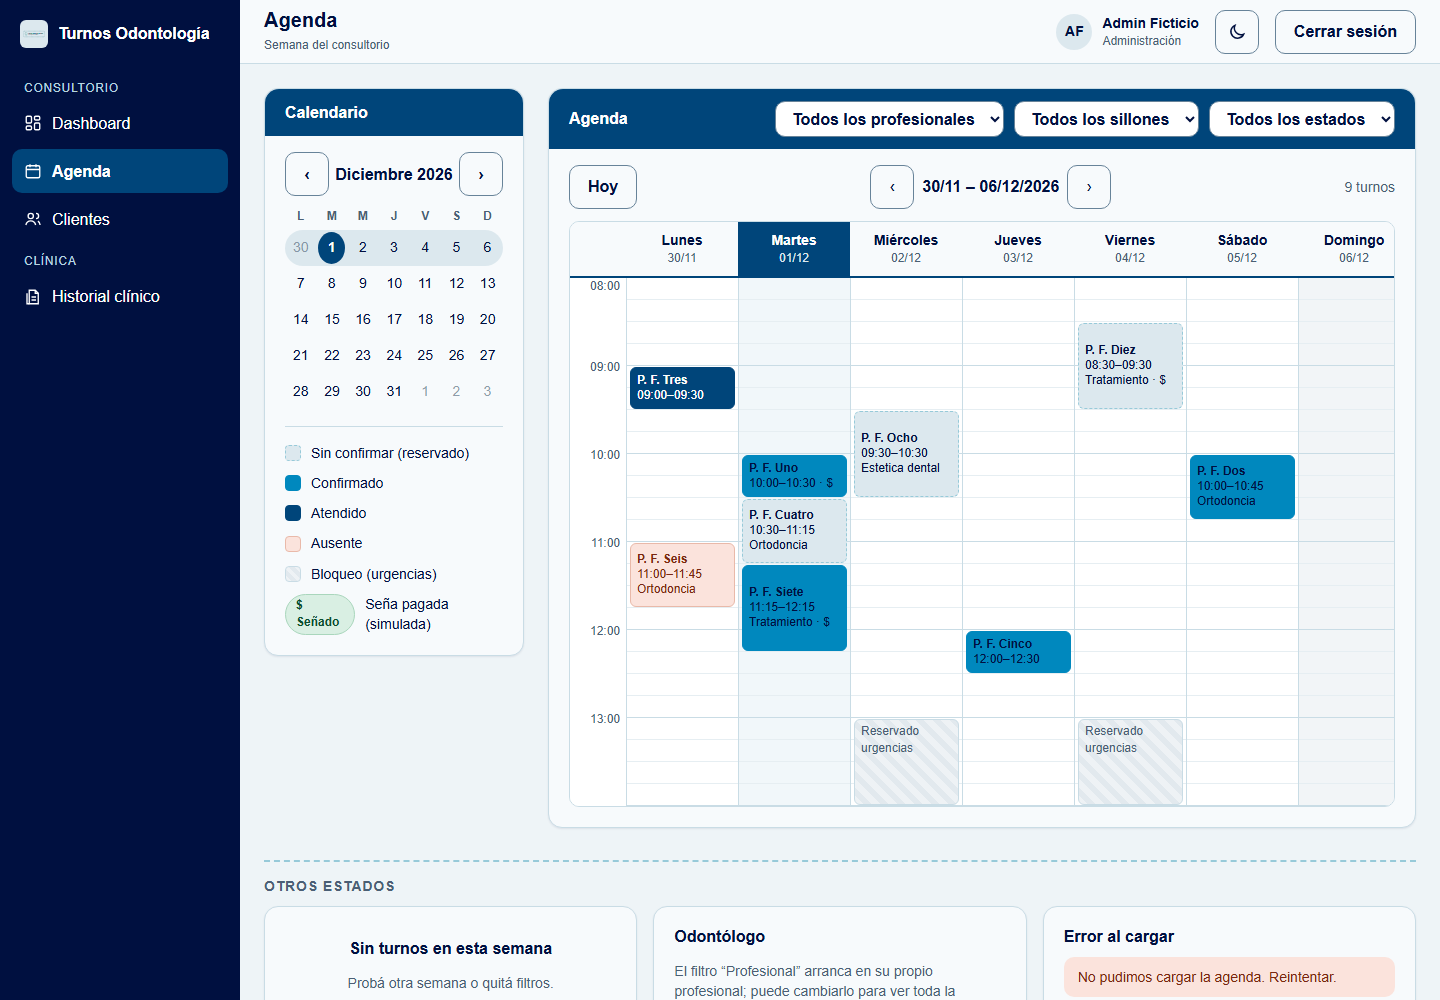 Turnos Odontología
CONSULTORIO
Dashboard
Agenda
Clientes
CLÍNICA
Historial clínico
Agenda
Semana del consultorio
AF
Admin Ficticio
Administración
Cerrar sesión
Calendario
‹ Diciembre 2026 ›
L M M J V S D
30 1 2 3 4 5 6
7 8 9 10 11 12 13
14 15 16 17 18 19 20
21 22 23 24 25 26 27
28 29 30 31 1 2 3
Sin confirmar (reservado)
Confirmado
Atendido
Ausente
Bloqueo (urgencias)
$
Señado
Seña pagada
(simulada)
Agenda
Todos los profesionales
Todos los sillones
Todos los estados
Hoy
‹ 30/11 – 06/12/2026 ›
9 turnos
Lunes
30/11
Martes
01/12
Miércoles
02/12
Jueves
03/12
Viernes
04/12
Sábado
05/12
Domingo
06/12
08:00
09:00
10:00
11:00
12:00
13:00
P. F. Tres
09:00–09:30
P. F. Seis
11:00–11:45
Ortodoncia
P. F. Uno
10:00–10:30 · $
P. F. Cuatro
10:30–11:15
Ortodoncia
P. F. Siete
11:15–12:15
Tratamiento · $
P. F. Ocho
09:30–10:30
Estetica dental
Reservado
urgencias
P. F. Cinco
12:00–12:30
P. F. Diez
08:30–09:30
Tratamiento · $
Reservado
urgencias
P. F. Dos
10:00–10:45
Ortodoncia
OTROS ESTADOS
Sin turnos en esta semana
Probá otra semana o quitá filtros.
Odontólogo
El filtro “Profesional” arranca en su propio
profesional; puede cambiarlo para ver toda la
Error al cargar
No pudimos cargar la agenda. Reintentar.